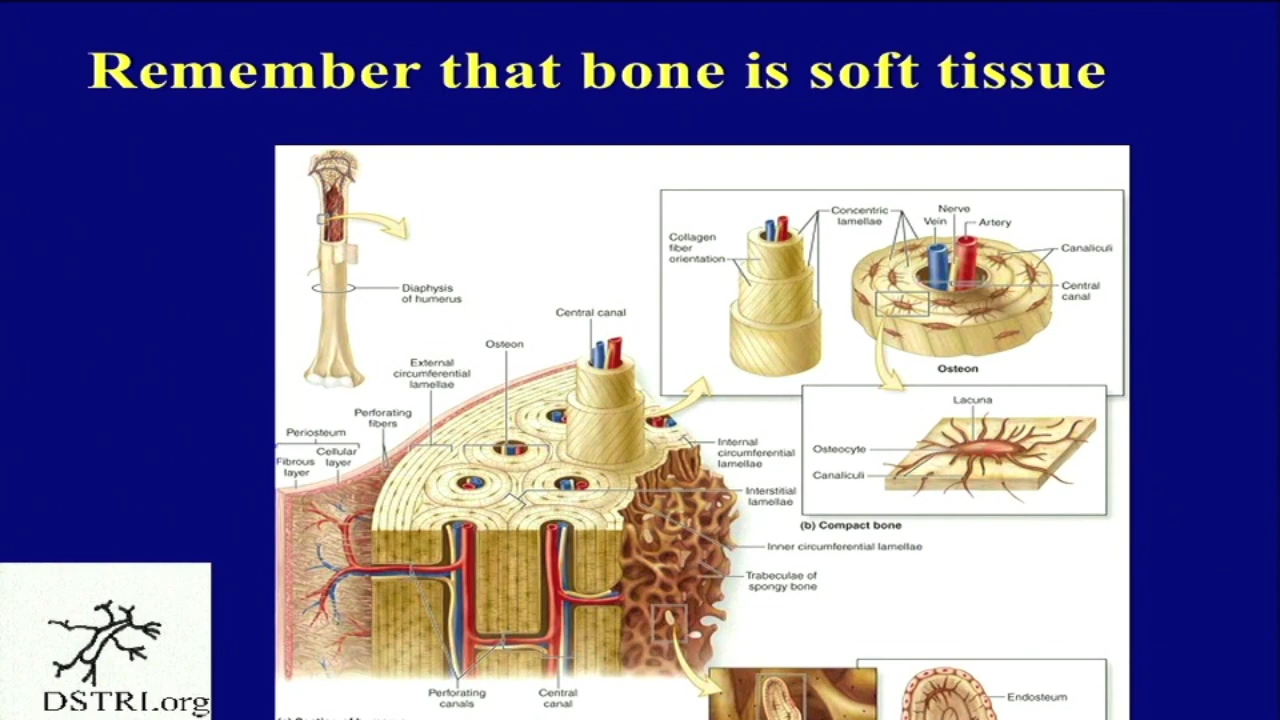 Remember that bone is soft tissue
Concentric
lamellae
Nerve
Vein
Artery
Collagen
fiber
orientation
Canaliculi
Central
canal
Diaphysis
of humerus
Central canal
Osteon
Osteon
External
circumferential
lamellae
Lacuna
Perforating
fibers
Periosteum
Cellular
layer
Fibrous
layer
Internal
circumferential
lamellae
Osteocyte
Canaliculi
Interstitial
lamellae
(b) Compact bone
Inner circumferential lamellae
Trabeculae of
spongy bone
Perforating
canals
Central
canal
Endosteum
DSTRI.org